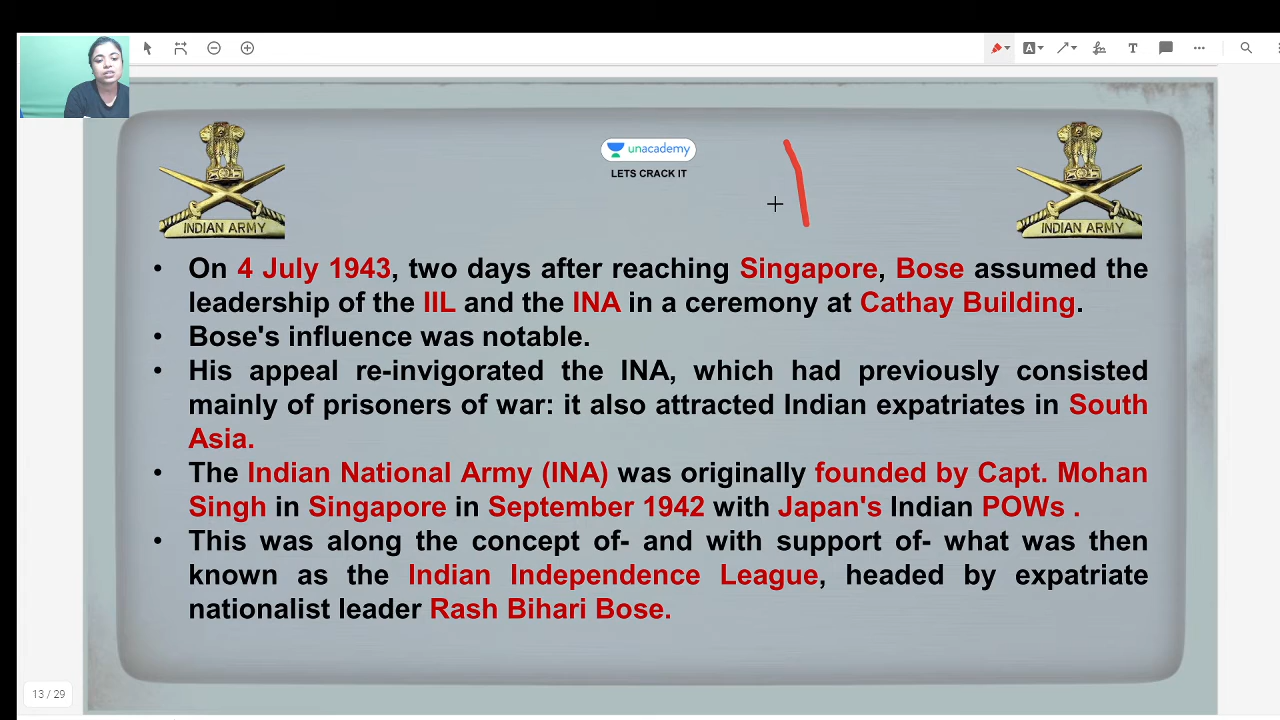 unacademy
LETS CRACK IT
INDIAN ARMY
INDIAN ARMY
• On 4 July 1943, two days after reaching Singapore, Bose assumed the
leadership of the IIL and the INA in a ceremony at Cathay Building.
• Bose's influence was notable.
• His appeal re-invigorated the INA, which had previously consisted
mainly of prisoners of war: it also attracted Indian expatriates in South
Asia.
• The Indian National Army (INA) was originally founded by Capt. Mohan
Singh in Singapore in September 1942 with Japan's Indian POWs .
• This was along the concept of- and with support of- what was then
known as the Indian Independence League, headed by expatriate
nationalist leader Rash Bihari Bose.
13 / 29